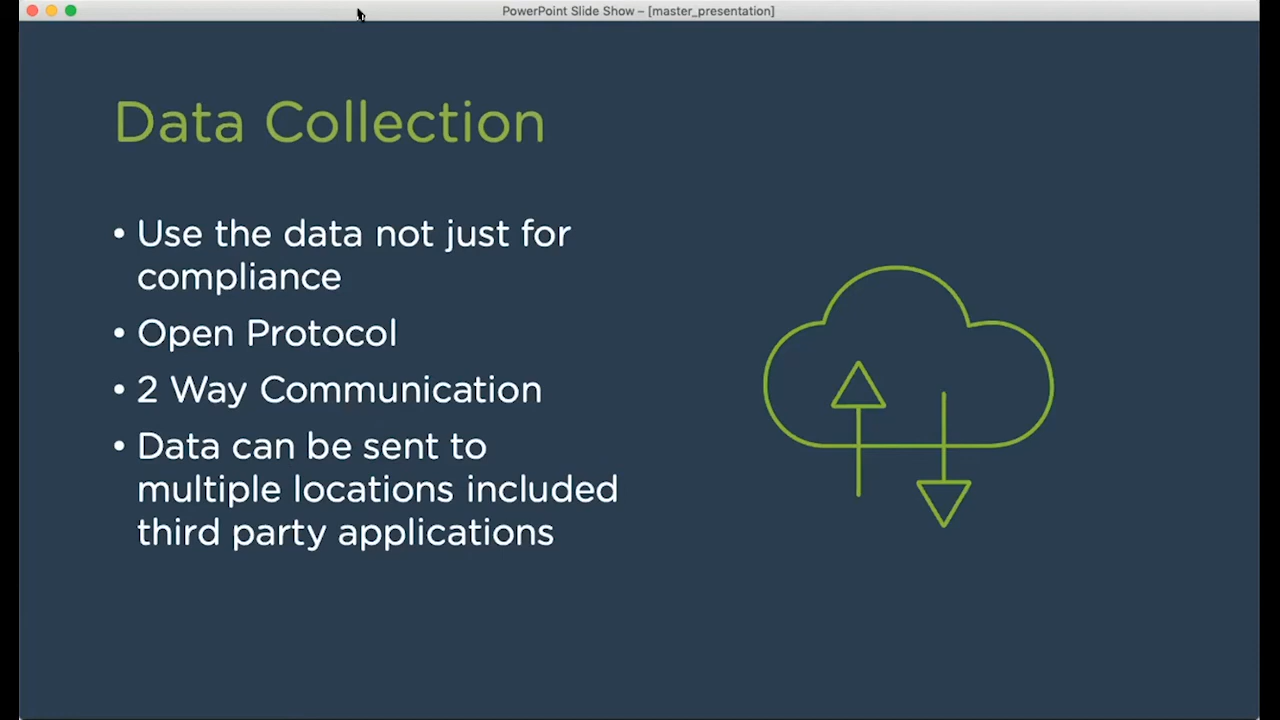 PowerPoint Slide Show – [master_presentation]
Data Collection
• Use the data not just for
compliance
• Open Protocol
• 2 Way Communication
• Data can be sent to
multiple locations included
third party applications